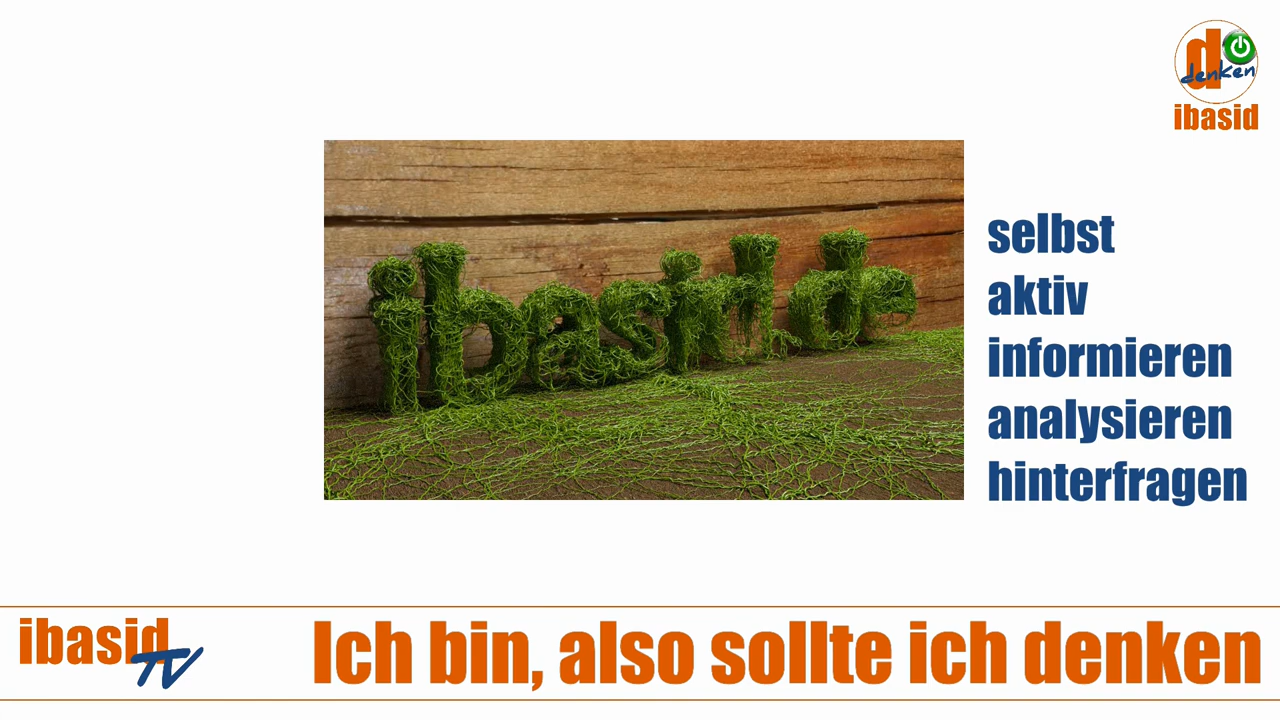 d
denken
ibasid
ibasid.de
selbst
aktiv
informieren
analysieren
hinterfragen
ibasid
TV
Ich bin, also sollte ich denken